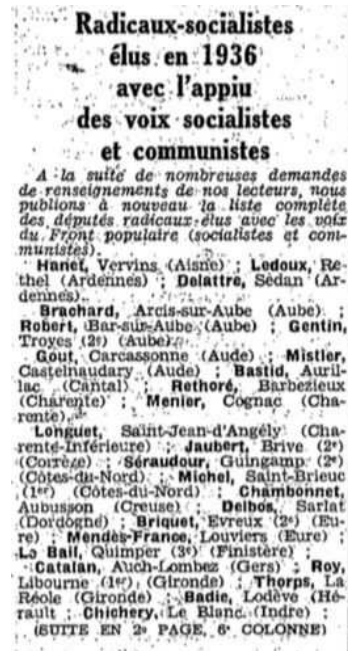 Radicaux-socialistes
élus en 1936
avec l'appiu
des voix socialistes
et communistes
A la suite de nombreuses demandes
de renseignements de nos lecteurs, nous
publions à nouveau la liste complète
des députés radicaux élus avec les voix
du Front populaire (socialistes et com-
munistes).
Hanet, Vervins (Aisne) ; Ledoux, Re-
thel (Ardennes) ; Delattre, Sedan (Ar-
dennes).
Brachard, Arcis-sur-Aube (Aube) ;
Robert, Bar-sur-Aube (Aube) ; Gentin,
Troyes (2e) (Aube).
Gout, Carcassonne (Aude) ; Mistler,
Castelnaudary (Aude) ; Bastid, Auril-
lac (Cantal) ; Rethoré, Barbezieux
(Charente) ; Menier, Cognac (Cha-
rente).
Longuet, Saint-Jean-d'Angély (Cha-
rente-Inférieure) ; Jaubert, Brive (2e)
(Corrèze) ; Séraudour, Guingamp (2e)
(Côtes-du-Nord) ; Michel, Saint-Brieuc
(1er) (Côtes-du-Nord) ; Chambonnet,
Aubusson (Creuse) ; Delbos, Sarlat
(Dordogne) ; Briquet, Evreux (2e) (Eu-
re) ; Mendès-France, Louviers (Eure) ;
Le Bail, Quimper (3e) (Finistère) ;
Catalan, Auch-Lombez (Gers) ; Roy,
Libourne (1er) (Gironde) ; Thorps, La
Réole (Gironde) ; Badie, Lodève (Hé-
rault ; Chichery, Le Blanc (Indre) ;
(SUITE EN 2e PAGE, 6e COLONNE)